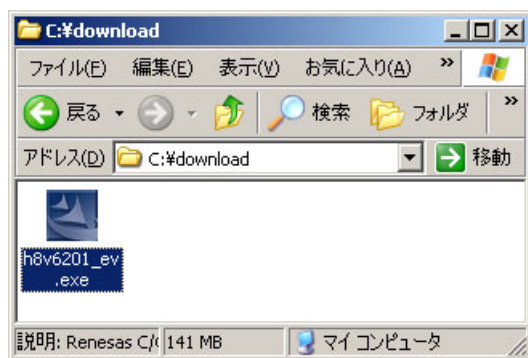 C:¥download
ファイル(F) 編集(E) 表示(V) お気に入り(A) »
戻る 検索 フォルダ »
アドレス(D) C:¥download 移動
h8v6201_ev
.exe
説明: Renesas C/( 141 MB マイ コンピュータ